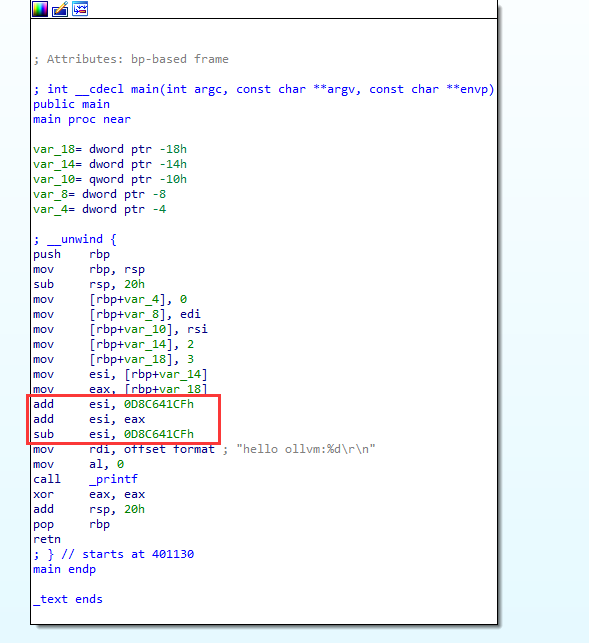 ; Attributes: bp-based frame
; int __cdecl main(int argc, const char **argv, const char **envp)
public main
main proc near
var_18= dword ptr -18h
var_14= dword ptr -14h
var_10= qword ptr -10h
var_8= dword ptr -8
var_4= dword ptr -4
; __unwind {
push rbp
mov rbp, rsp
sub rsp, 20h
mov [rbp+var_4], 0
mov [rbp+var_8], edi
mov [rbp+var_10], rsi
mov [rbp+var_14], 2
mov [rbp+var_18], 3
mov esi, [rbp+var_14]
mov eax, [rbp+var_18]
add esi, 0D8C641CFh
add esi, eax
sub esi, 0D8C641CFh
mov rdi, offset format ; "hello ollvm:%d\r\n"
mov al, 0
call _printf
xor eax, eax
add rsp, 20h
pop rbp
retn
; } // starts at 401130
main endp
_text ends